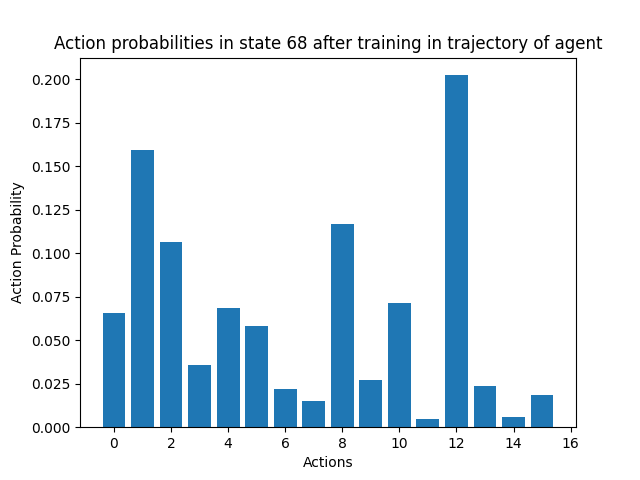 Action probabilities in state 68 after training in trajectory of agent
0.200
0.175
0.150
0.125
0.100
0.075
0.050
0.025
0.000
Action Probability
0 2 4 6 8 10 12 14 16
Actions